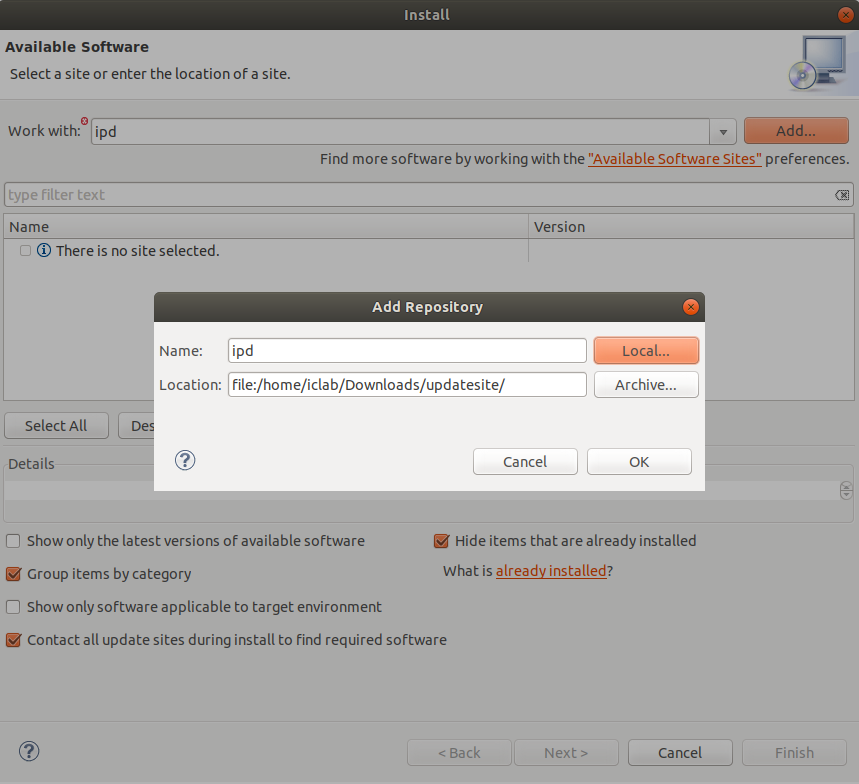 Install
Available Software
Select a site or enter the location of a site.
Work with: ipd Add...
Find more software by working with the "Available Software Sites" preferences.
type filter text
Name Version
There is no site selected.
Add Repository
Name: ipd Local...
Location: file:/home/iclab/Downloads/updatesite/ Archive...
Select All Des
? Cancel OK
Details
Show only the latest versions of available software Hide items that are already installed
Group items by category What is already installed?
Show only software applicable to target environment
Contact all update sites during install to find required software
? < Back Next > Cancel Finish